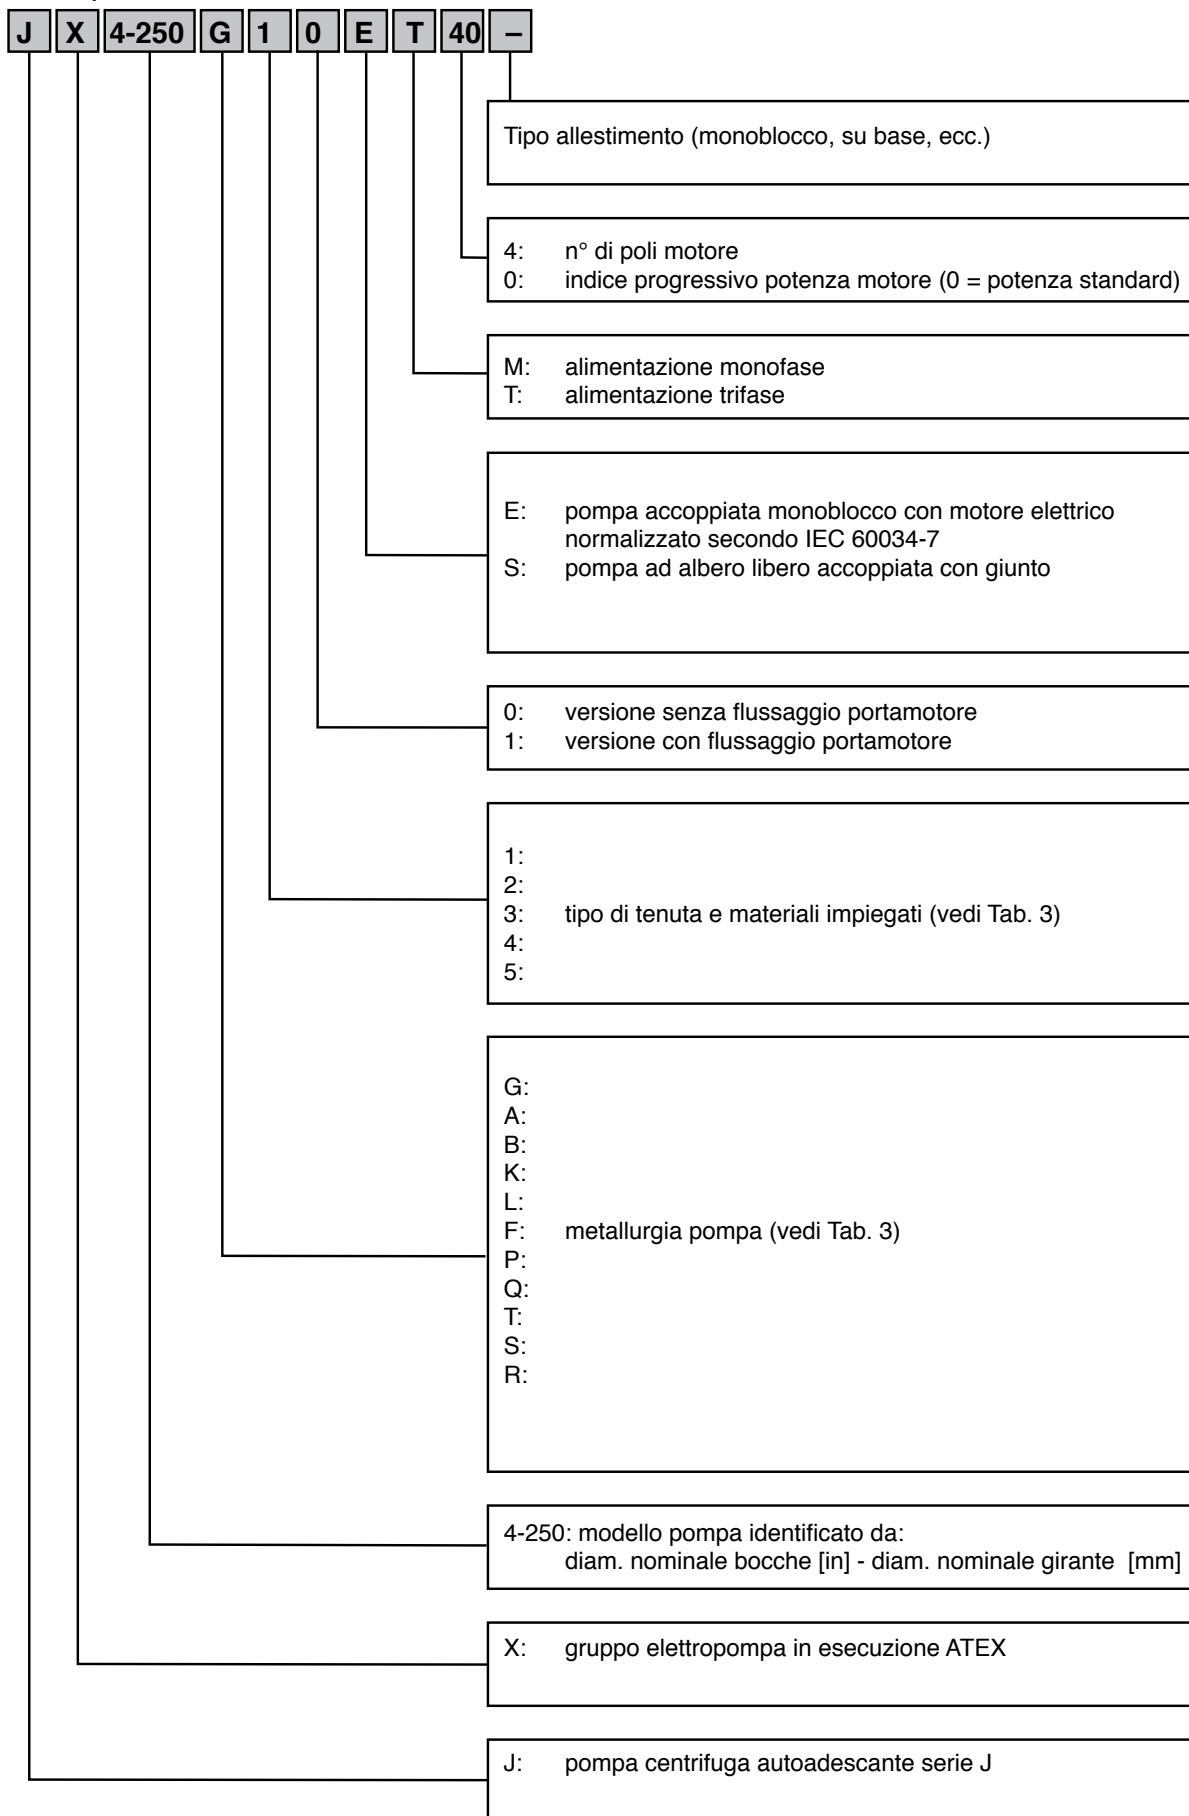 J X 4-250 G 1 0 E T 40 –
Tipo allestimento (monoblocco, su base, ecc.)
4: n° di poli motore
0: indice progressivo potenza motore (0 = potenza standard)
M: alimentazione monofase
T: alimentazione trifase
E: pompa accoppiata monoblocco con motore elettrico
normalizzato secondo IEC 60034-7
S: pompa ad albero libero accoppiata con giunto
0: versione senza flussaggio portamotore
1: versione con flussaggio portamotore
1:
2:
3: tipo di tenuta e materiali impiegati (vedi Tab. 3)
4:
5:
G:
A:
B:
K:
L:
F: metallurgia pompa (vedi Tab. 3)
P:
Q:
T:
S:
R:
4-250: modello pompa identificato da:
diam. nominale bocche [in] - diam. nominale girante [mm]
X: gruppo elettropompa in esecuzione ATEX
J: pompa centrifuga autoadescante serie J